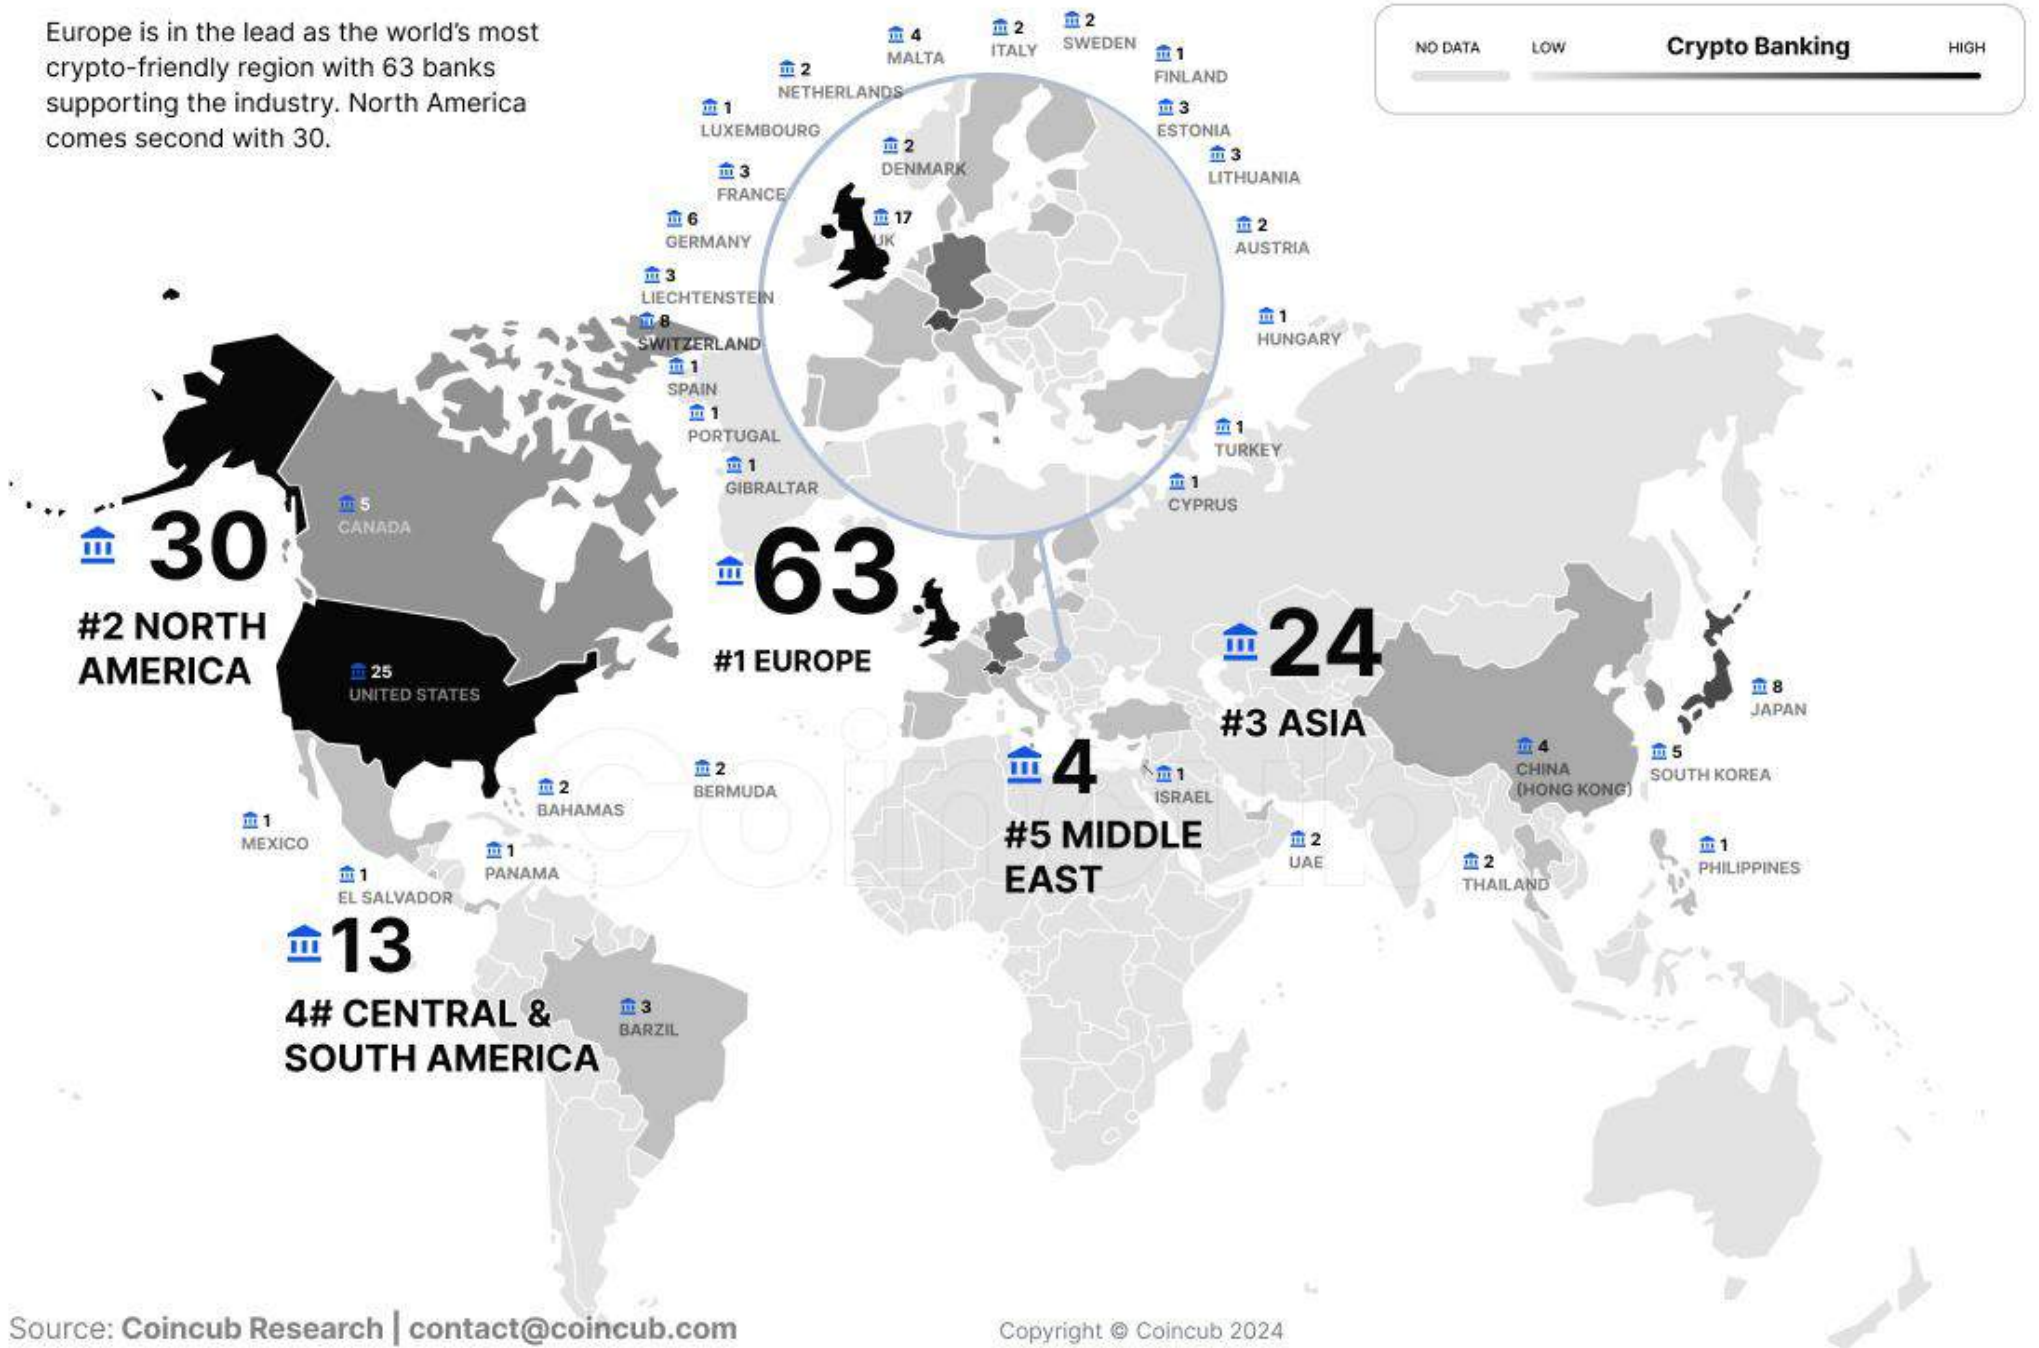 Europe is in the lead as the world's most
crypto-friendly region with 63 banks
supporting the industry. North America
comes second with 30.
NO DATA
LOW
Crypto Banking
HIGH
4
MALTA
2
ITALY
2
SWEDEN
1
FINLAND
2
NETHERLANDS
1
LUXEMBOURG
3
ESTONIA
2
DENMARK
3
LITHUANIA
3
FRANCE
17
UK
6
GERMANY
2
AUSTRIA
3
LIECHTENSTEIN
8
SWITZERLAND
1
HUNGARY
1
SPAIN
1
PORTUGAL
1
TURKEY
1
GIBRALTAR
1
CYPRUS
5
CANADA
30
#2 NORTH
AMERICA
63
#1 EUROPE
24
#3 ASIA
25
UNITED STATES
8
JAPAN
4
CHINA
(HONG KONG)
5
SOUTH KOREA
4
#5 MIDDLE
EAST
1
ISRAEL
2
BAHAMAS
2
BERMUDA
1
MEXICO
1
PANAMA
2
UAE
2
THAILAND
1
PHILIPPINES
1
EL SALVADOR
13
4# CENTRAL &
SOUTH AMERICA
3
BARZIL
Coincub
Source: Coincub Research | contact@coincub.com
Copyright © Coincub 2024